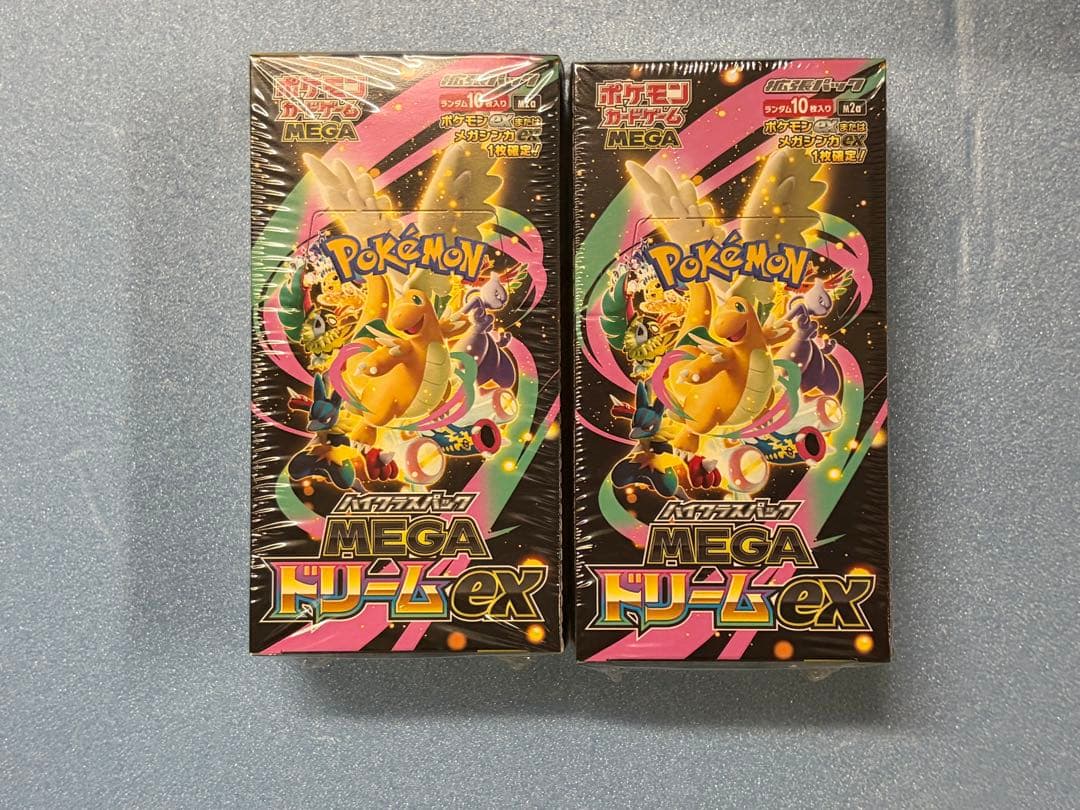 ポケモン
カードゲーム
MEGA
拡張パック
ランダム10枚入り
M2a
ポケモンexまたは
メガシンカex
1枚確定!
POKéMON
ハイクラスパック
MEGA
ドリームex
ポケモン
カードゲーム
MEGA
拡張パック
ランダム10枚入り
M2a
ポケモンexまたは
メガシンカex
1枚確定!
POKéMON
ハイクラスパック
MEGA
ドリームex